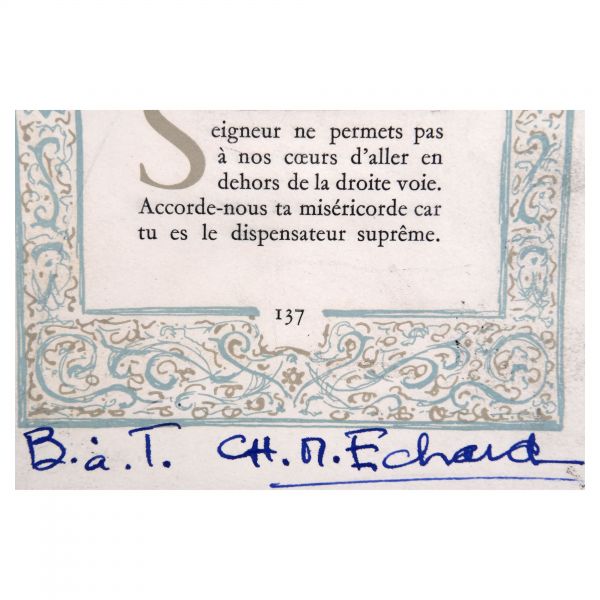 Seigneur ne permets pas
à nos cœurs d'aller en
dehors de la droite voie.
Accorde-nous ta miséricorde car
tu es le dispensateur suprême.
137
B.à.T. CH.M.Echard